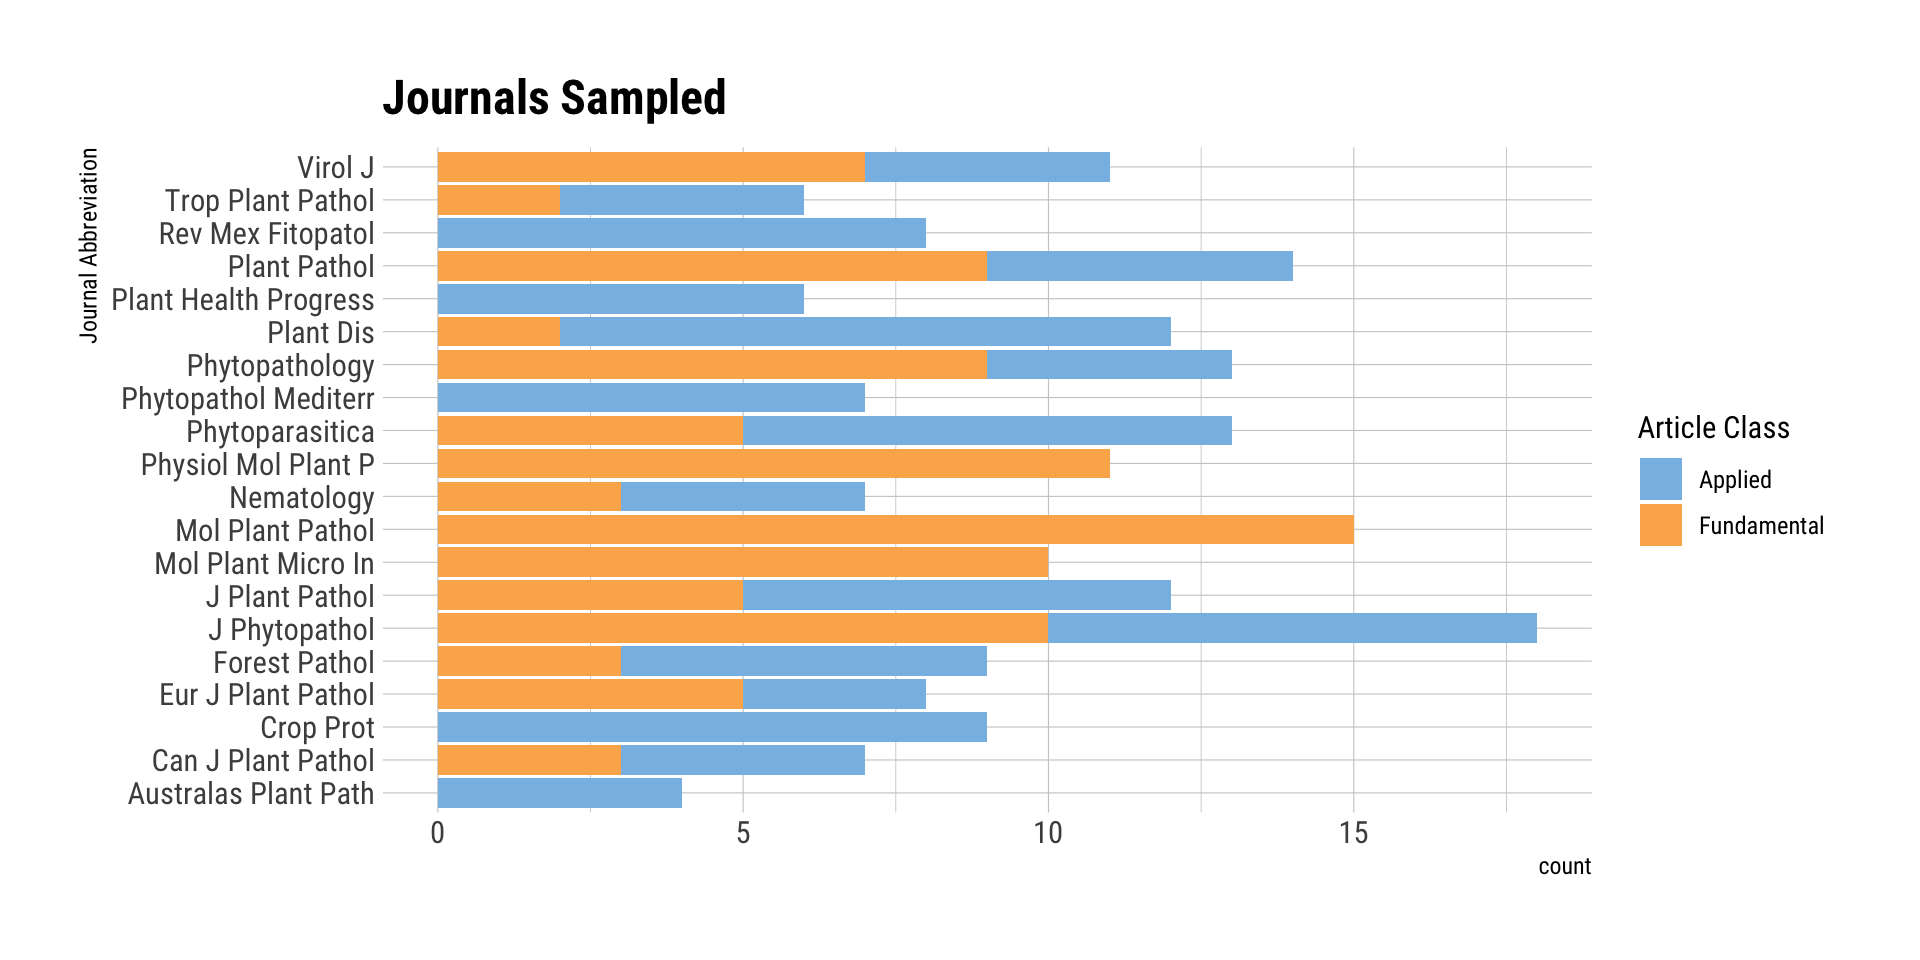 Journals Sampled
Journal Abbreviation
Virol J
Trop Plant Pathol
Rev Mex Fitopatol
Plant Pathol
Plant Health Progress
Plant Dis
Phytopathology
Phytopathol Mediterr
Phytoparasitica
Physiol Mol Plant P
Nematology
Mol Plant Pathol
Mol Plant Micro In
J Plant Pathol
J Phytopathol
Forest Pathol
Eur J Plant Pathol
Crop Prot
Can J Plant Pathol
Australas Plant Path
0 5 10 15
count
Article Class
Applied
Fundamental